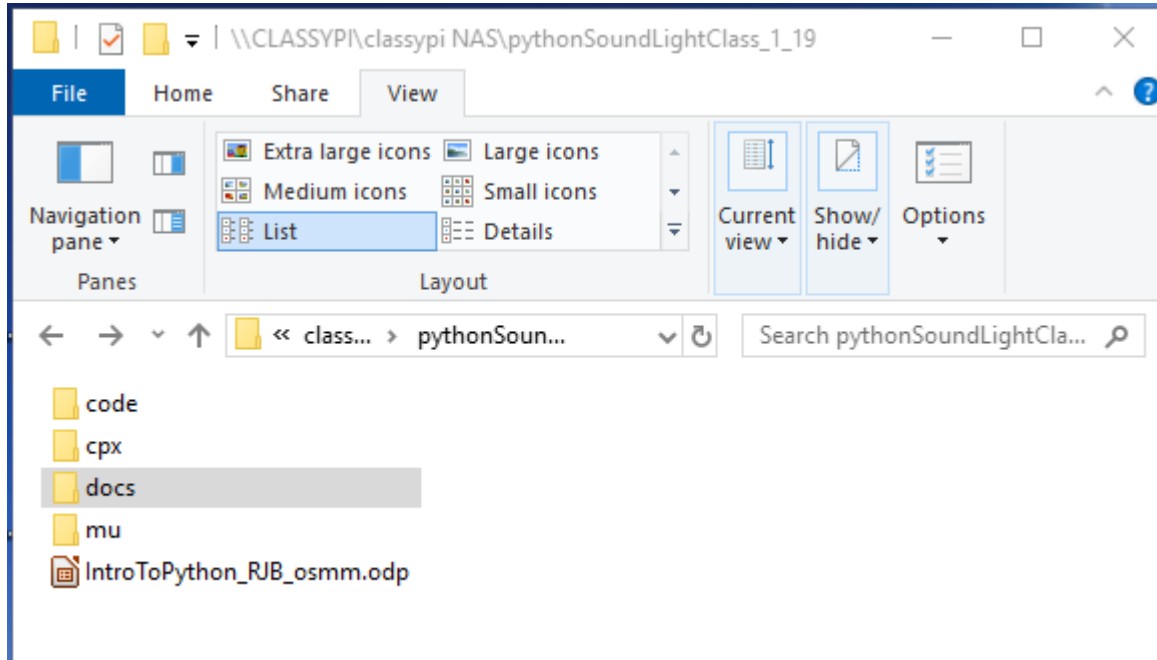 \\CLASSYPI\classypi NAS\pythonSoundLightClass_1_19
File Home Share View
Extra large icons Large icons
Medium icons Small icons
List Details
Navigation pane
Current view
Show/ hide
Options
Panes
Layout
« class... › pythonSoun...
Search pythonSoundLightCla...
code
cpx
docs
mu
IntroToPython_RJB_osmm.odp